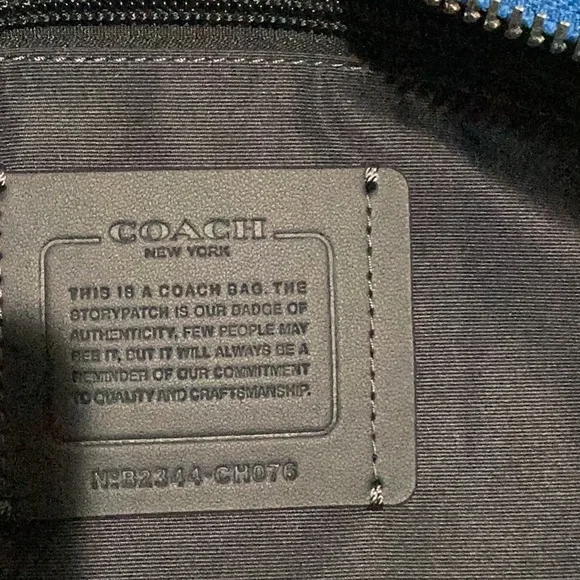 COACH
NEW YORK
THIS IS A COACH BAG. THE
STORYPATCH IS OUR BADGE OF
AUTHENTICITY. FEW PEOPLE MAY
SEE IT, BUT IT WILL ALWAYS BE A
REMINDER OF OUR COMMITMENT
TO QUALITY AND CRAFTSMANSHIP.
Nº B2344-CH076